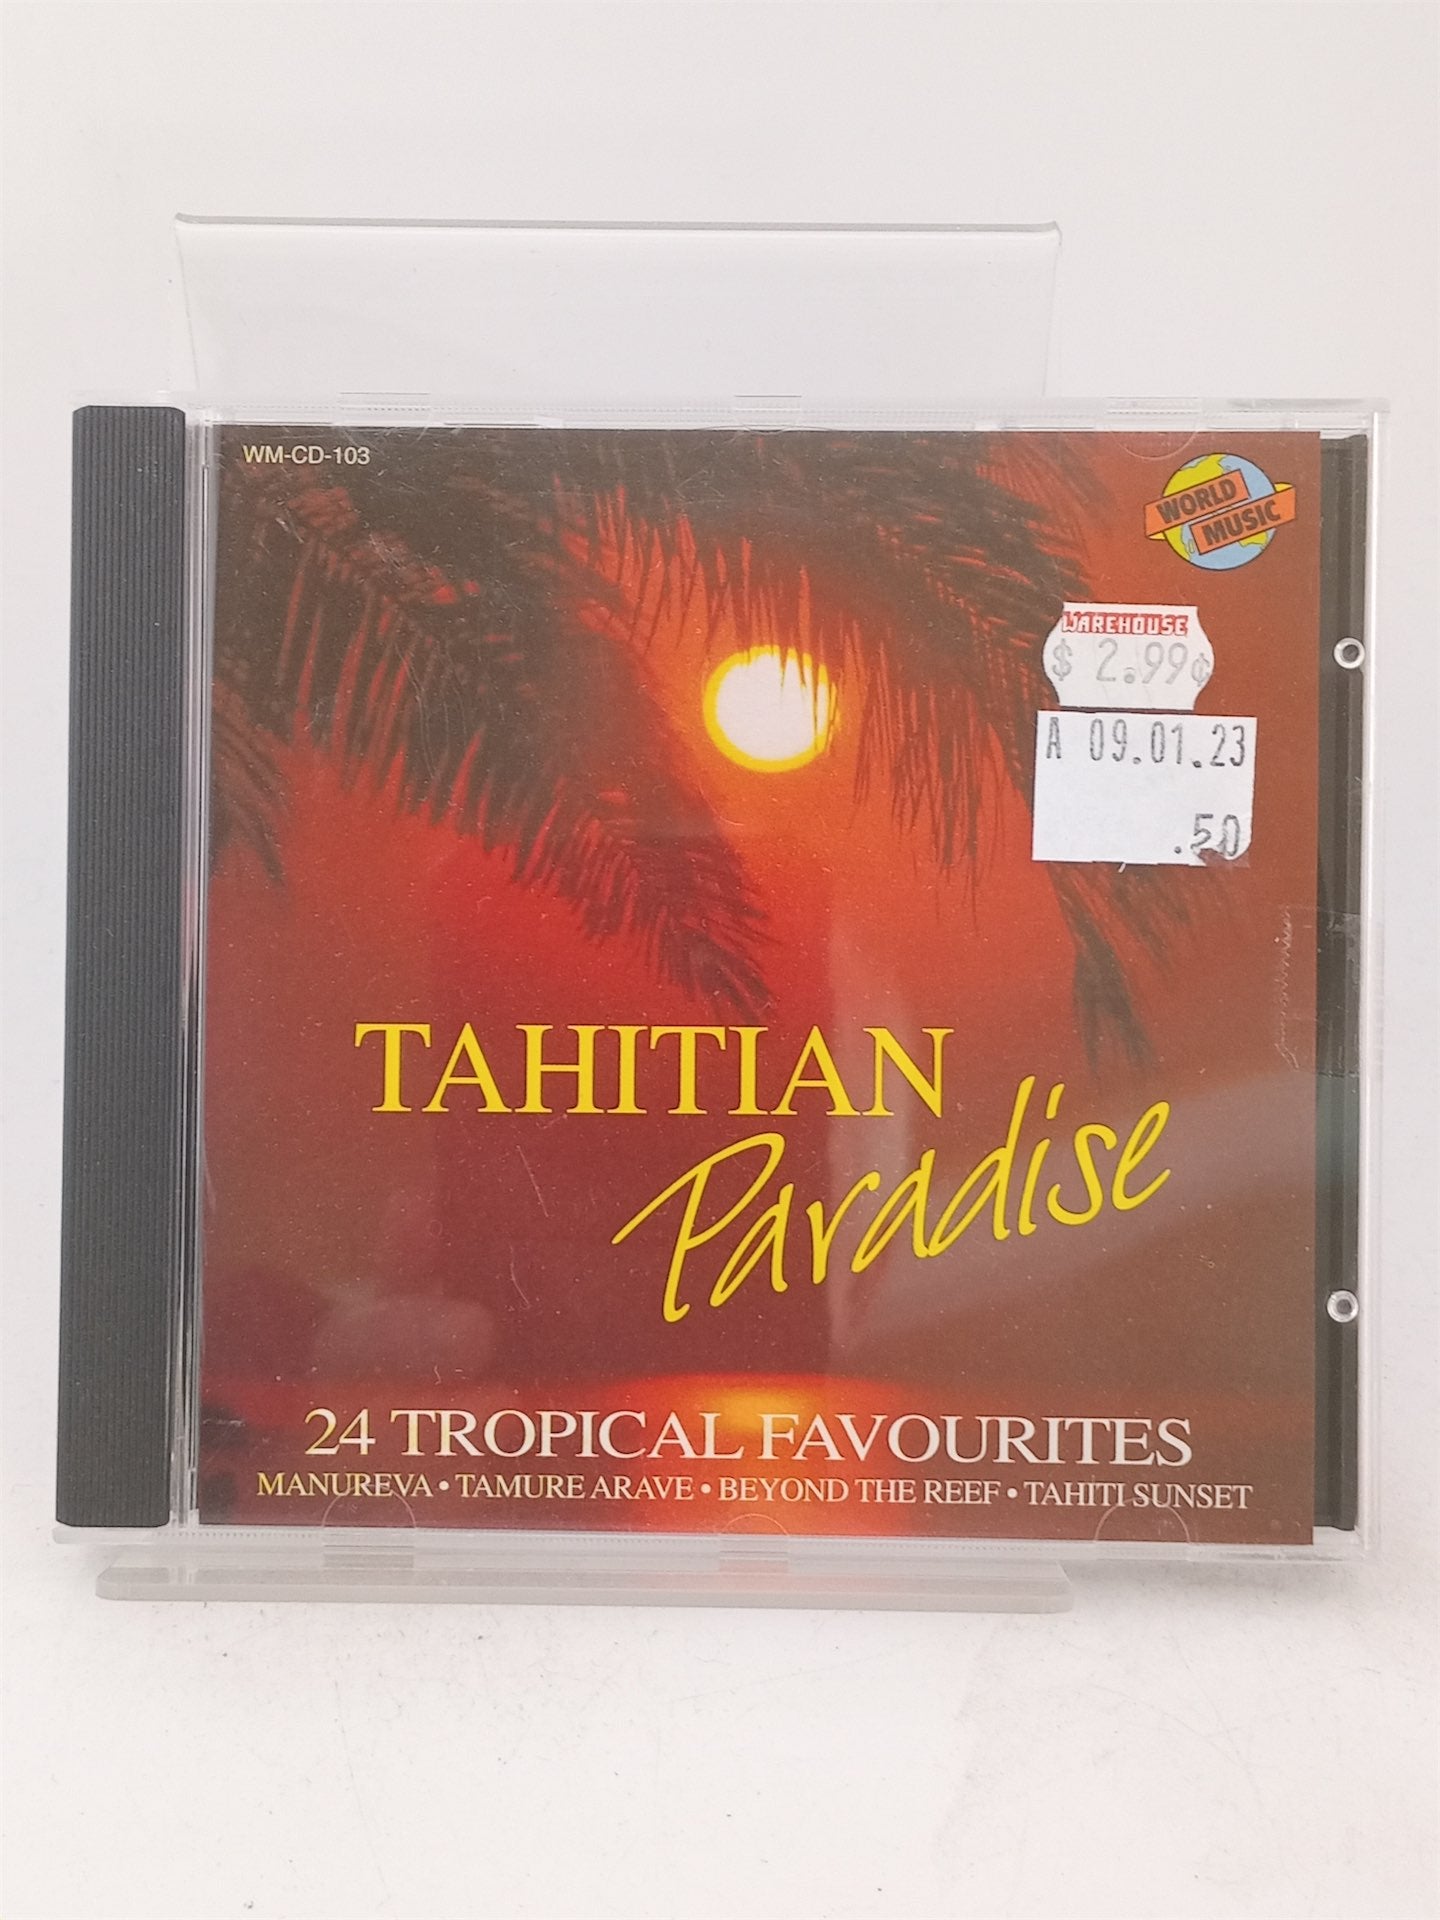 WM-CD-103
WORLD
MUSIC
WAREHOUSE
$ 2.99¢
A 09.01.23
.50
TAHITIAN
Paradise
24 TROPICAL FAVOURITES
MANUREVA • TAMURE ARAVE • BEYOND THE REEF • TAHITI SUNSET